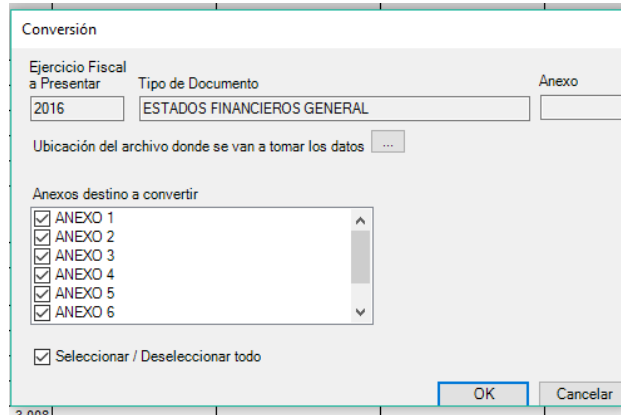 Conversión
Ejercicio Fiscal
a Presentar
Tipo de Documento
Anexo
2016
ESTADOS FINANCIEROS GENERAL
Ubicación del archivo donde se van a tomar los datos ...
Anexos destino a convertir
ANEXO 1
ANEXO 2
ANEXO 3
ANEXO 4
ANEXO 5
ANEXO 6
Seleccionar / Deseleccionar todo
OK
Cancelar
3,008